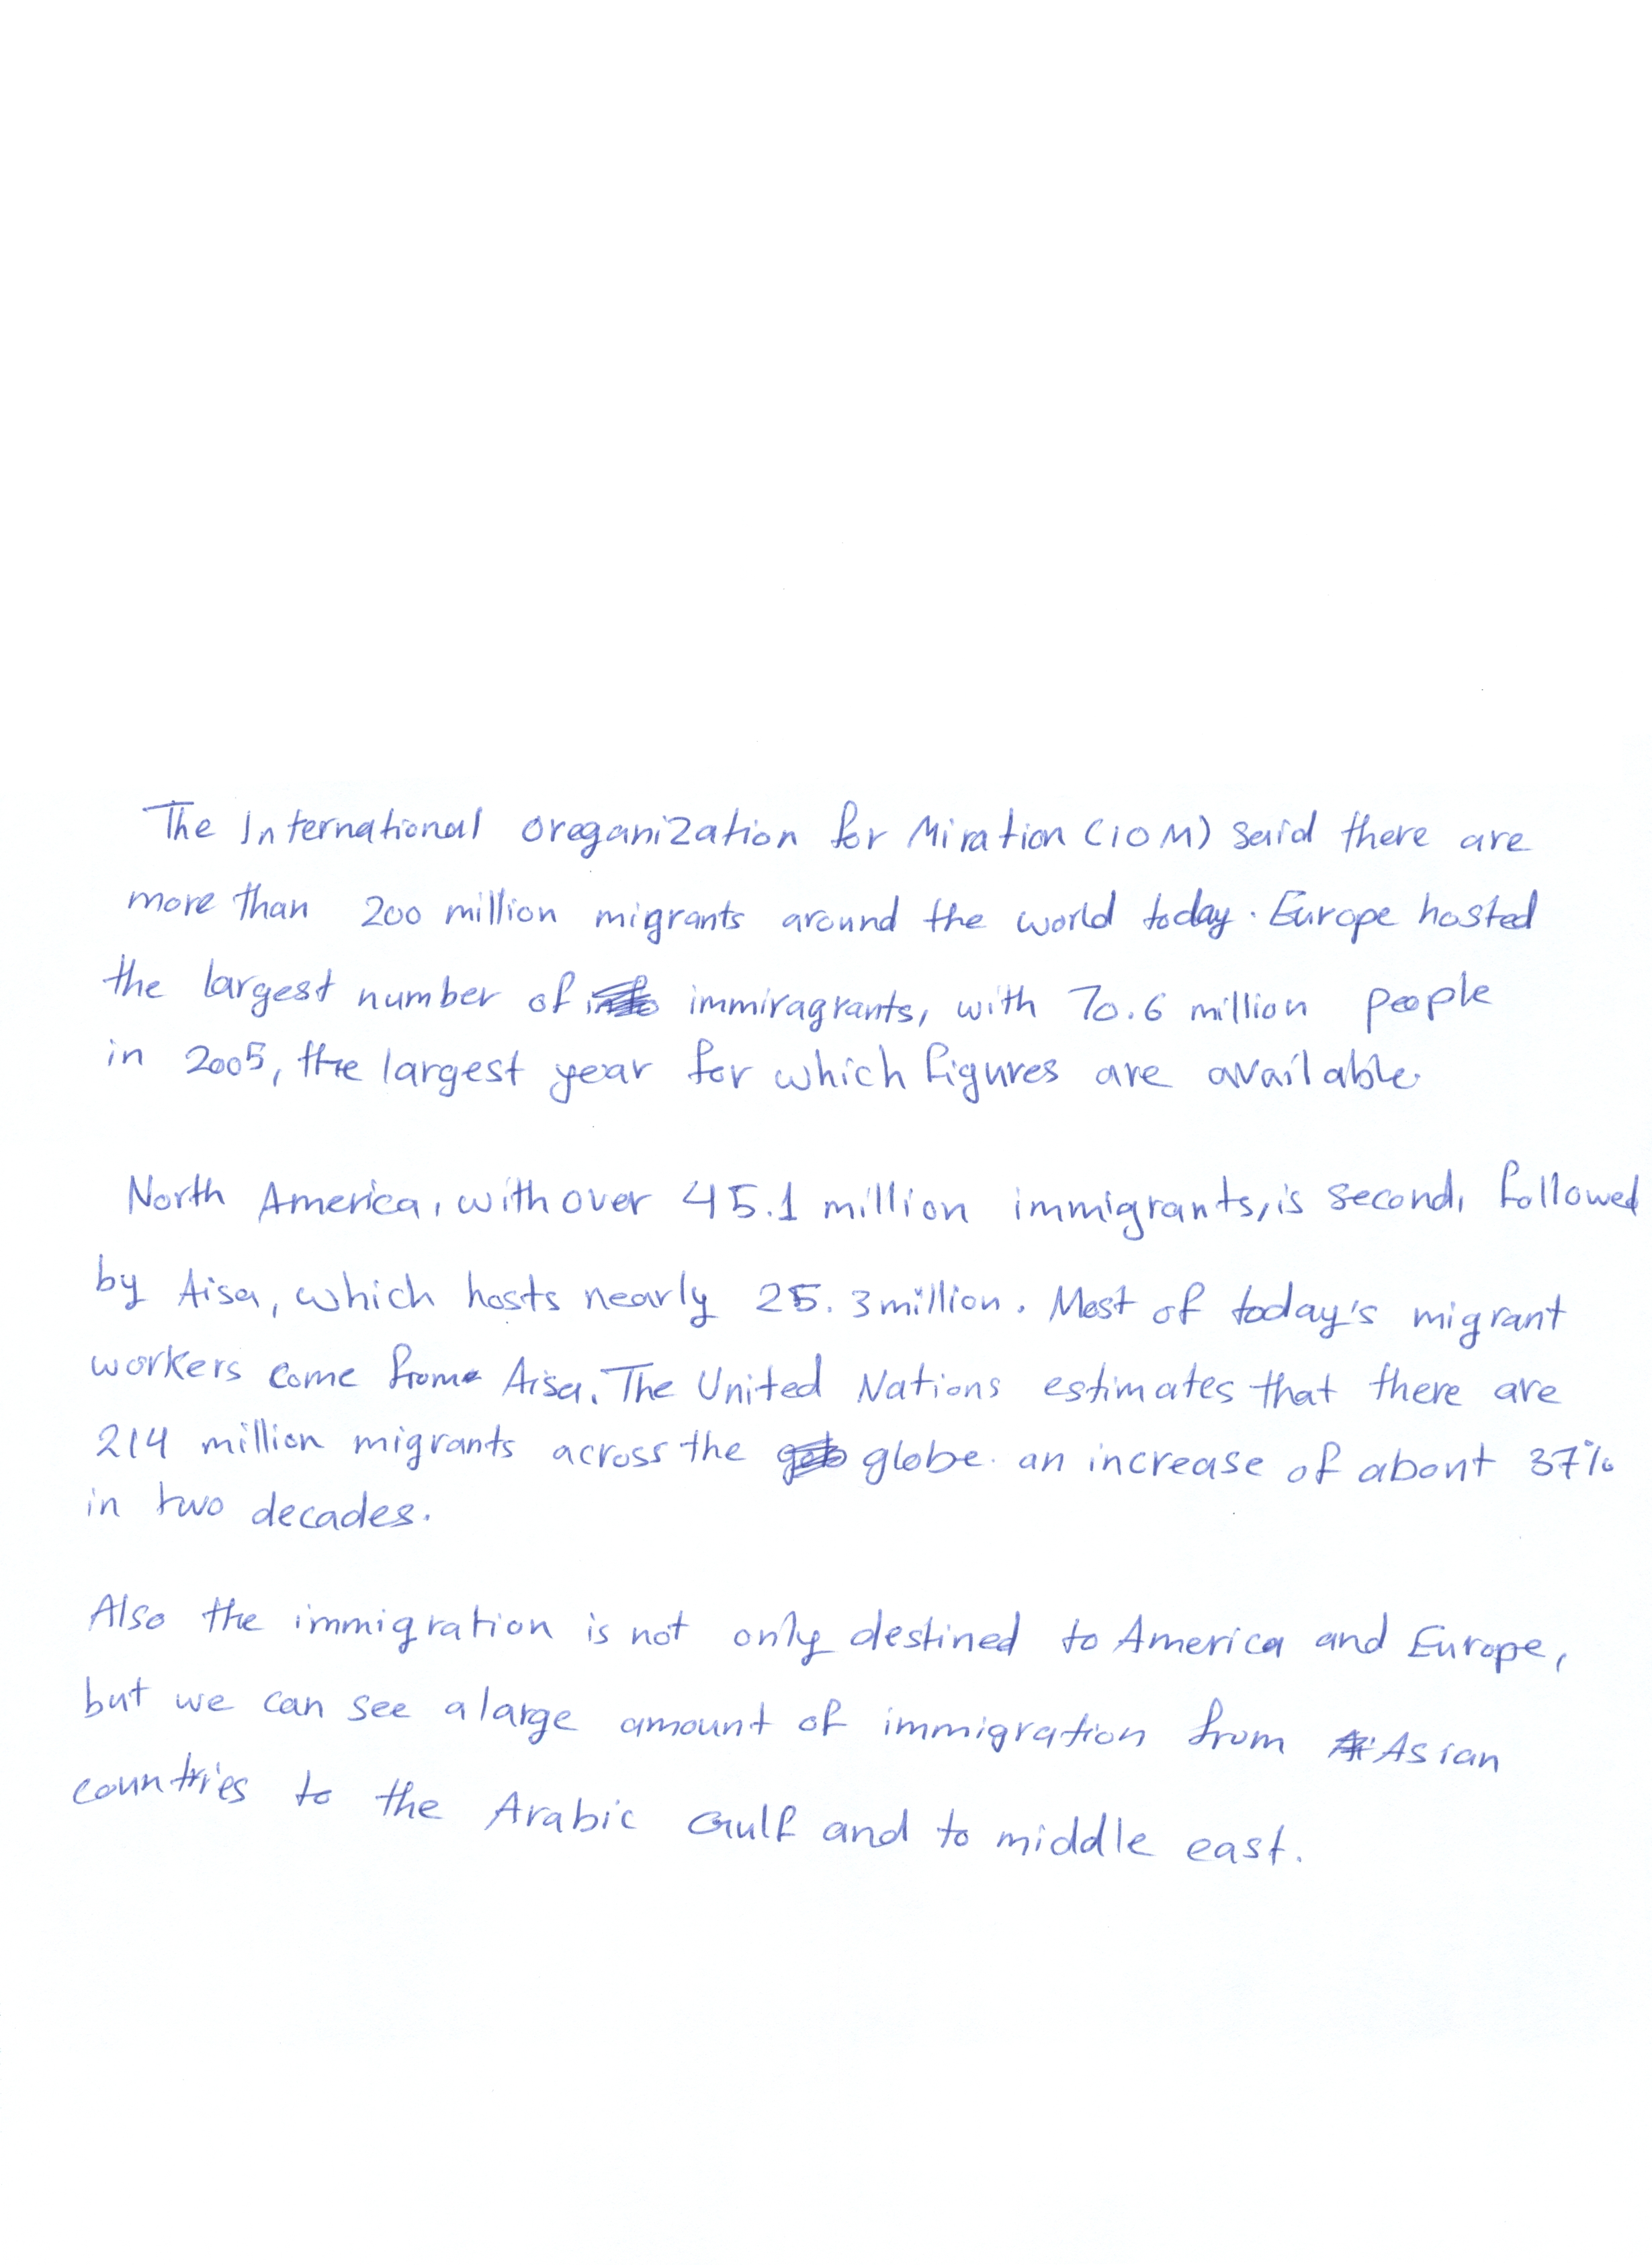 The International Oreganization for Miration (IOM) said there are
more than 200 million migrants around the world today. Europe hosted
the largest number of immiragrants, with 70.6 million people
in 2005, the largest year for which figures are available.
North America, with over 45.1 million immigrants, is second, followed
by Aisa, which hosts nearly 25.3 million. Most of today's migrant
workers come from Aisa. The United Nations estimates that there are
214 million migrants across the globe. an increase of abont 37%
in two decades.
Also the immigration is not only destined to America and Europe,
but we can see a large amount of immigration from Asian
countries to the Arabic Gulf and to middle east.